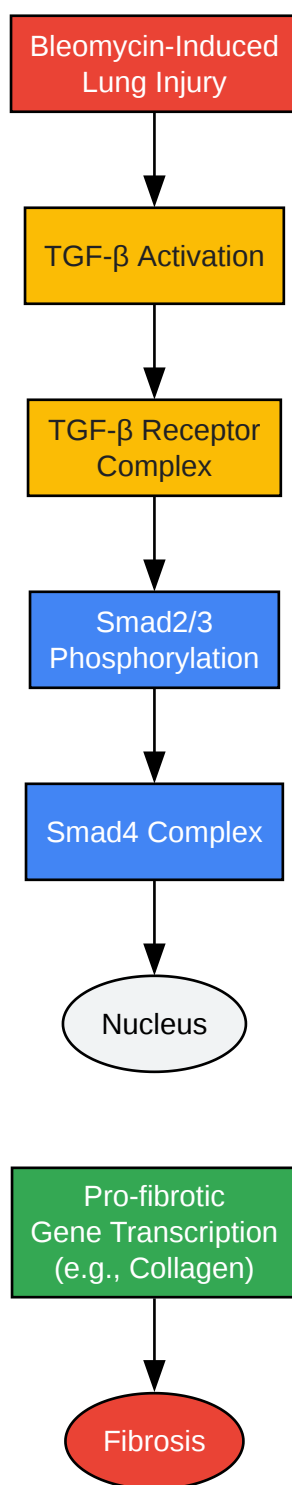 Bleomycin-Induced
Lung Injury
TGF-β Activation
TGF-β Receptor
Complex
Smad2/3
Phosphorylation
Smad4 Complex
Nucleus
Pro-fibrotic
Gene Transcription
(e.g., Collagen)
Fibrosis